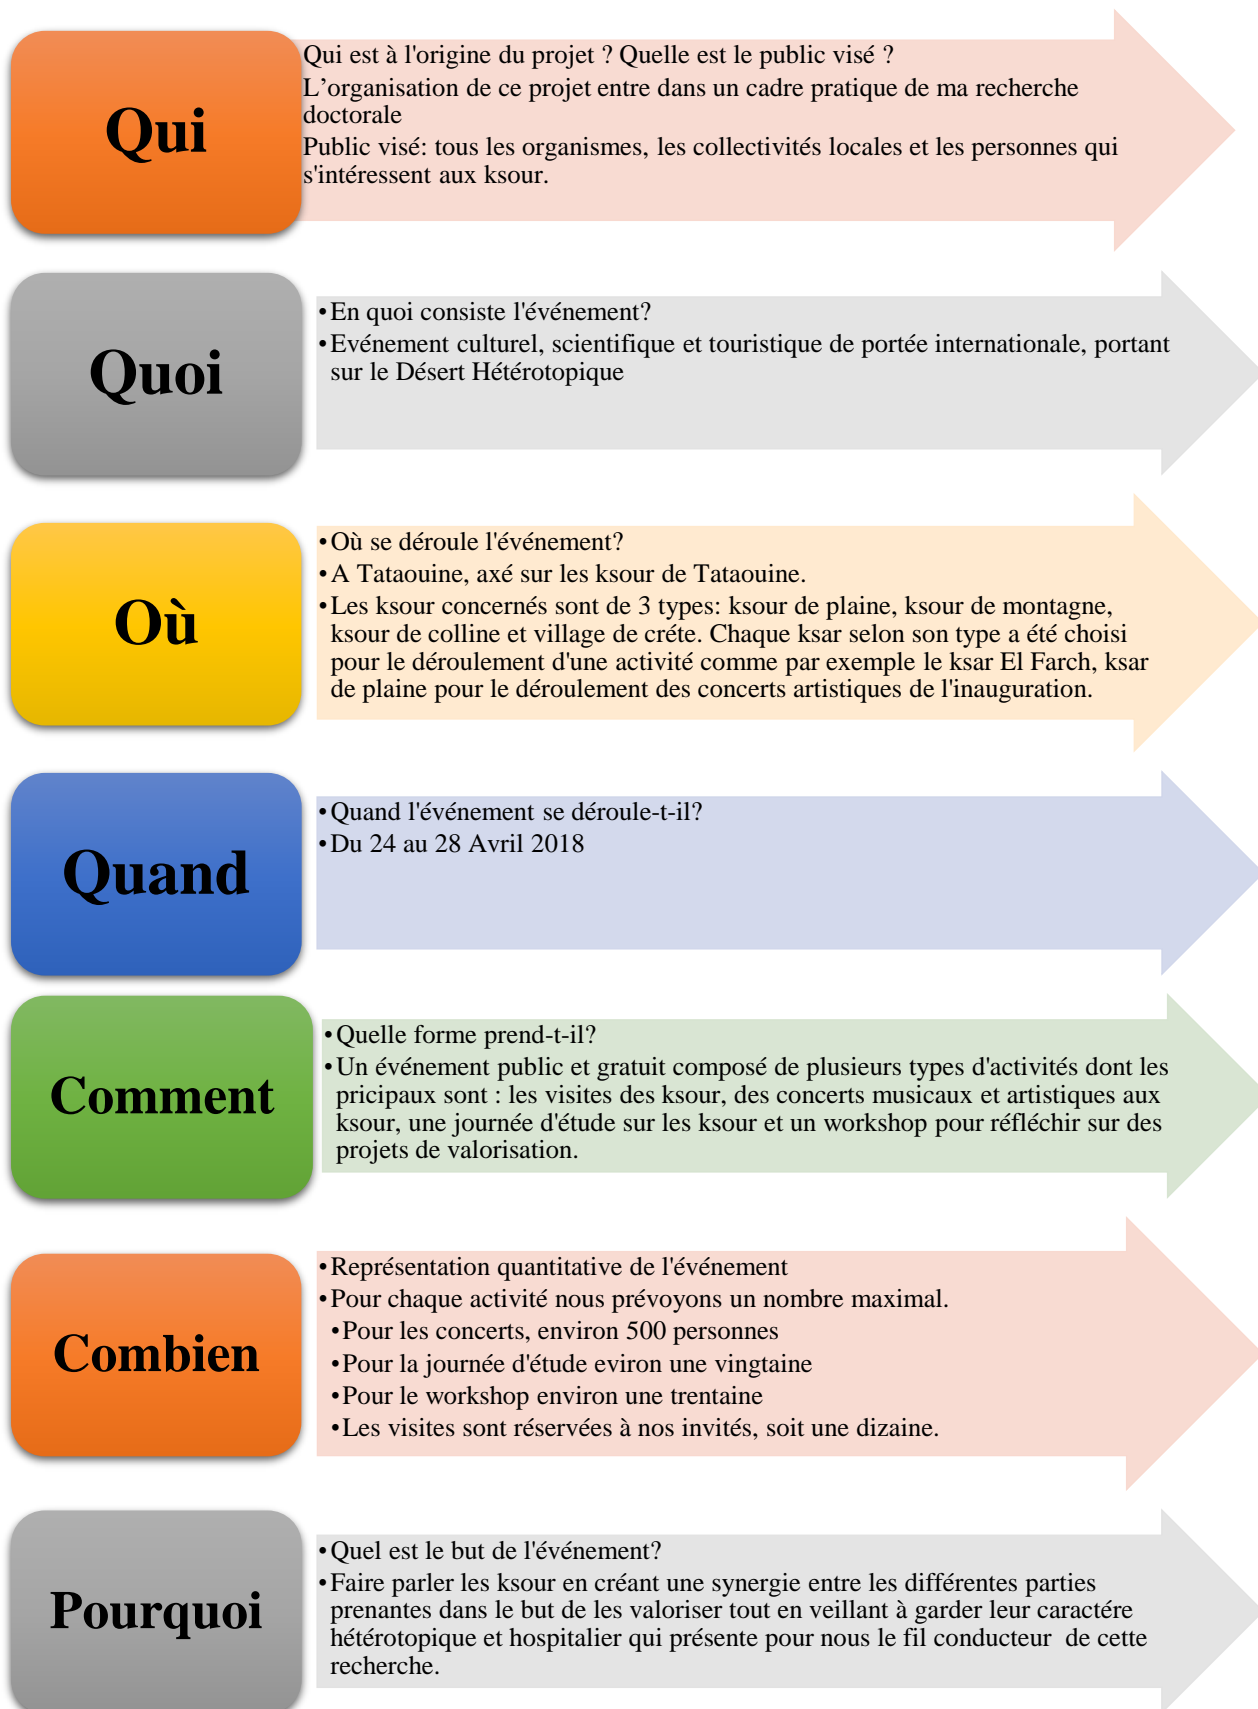 Qui
Qui est à l'origine du projet ? Quelle est le public visé ?
L’organisation de ce projet entre dans un cadre pratique de ma recherche
doctorale
Public visé: tous les organismes, les collectivités locales et les personnes qui
s'intéressent aux ksour.
Quoi
•En quoi consiste l'événement?
•Evénement culturel, scientifique et touristique de portée internationale, portant
sur le Désert Hétérotopique
Où
•Où se déroule l'événement?
•A Tataouine, axé sur les ksour de Tataouine.
•Les ksour concernés sont de 3 types: ksour de plaine, ksour de montagne,
ksour de colline et village de créte. Chaque ksar selon son type a été choisi
pour le déroulement d'une activité comme par exemple le ksar El Farch, ksar
de plaine pour le déroulement des concerts artistiques de l'inauguration.
Quand
•Quand l'événement se déroule-t-il?
•Du 24 au 28 Avril 2018
Comment
•Quelle forme prend-t-il?
•Un événement public et gratuit composé de plusieurs types d'activités dont les
pricipaux sont : les visites des ksour, des concerts musicaux et artistiques aux
ksour, une journée d'étude sur les ksour et un workshop pour réfléchir sur des
projets de valorisation.
Combien
•Représentation quantitative de l'événement
•Pour chaque activité nous prévoyons un nombre maximal.
•Pour les concerts, environ 500 personnes
•Pour la journée d'étude eviron une vingtaine
•Pour le workshop environ une trentaine
•Les visites sont réservées à nos invités, soit une dizaine.
Pourquoi
•Quel est le but de l'événement?
•Faire parler les ksour en créant une synergie entre les différentes parties
prenantes dans le but de les valoriser tout en veillant à garder leur caractére
hétérotopique et hospitalier qui présente pour nous le fil conducteur  de cette
recherche.